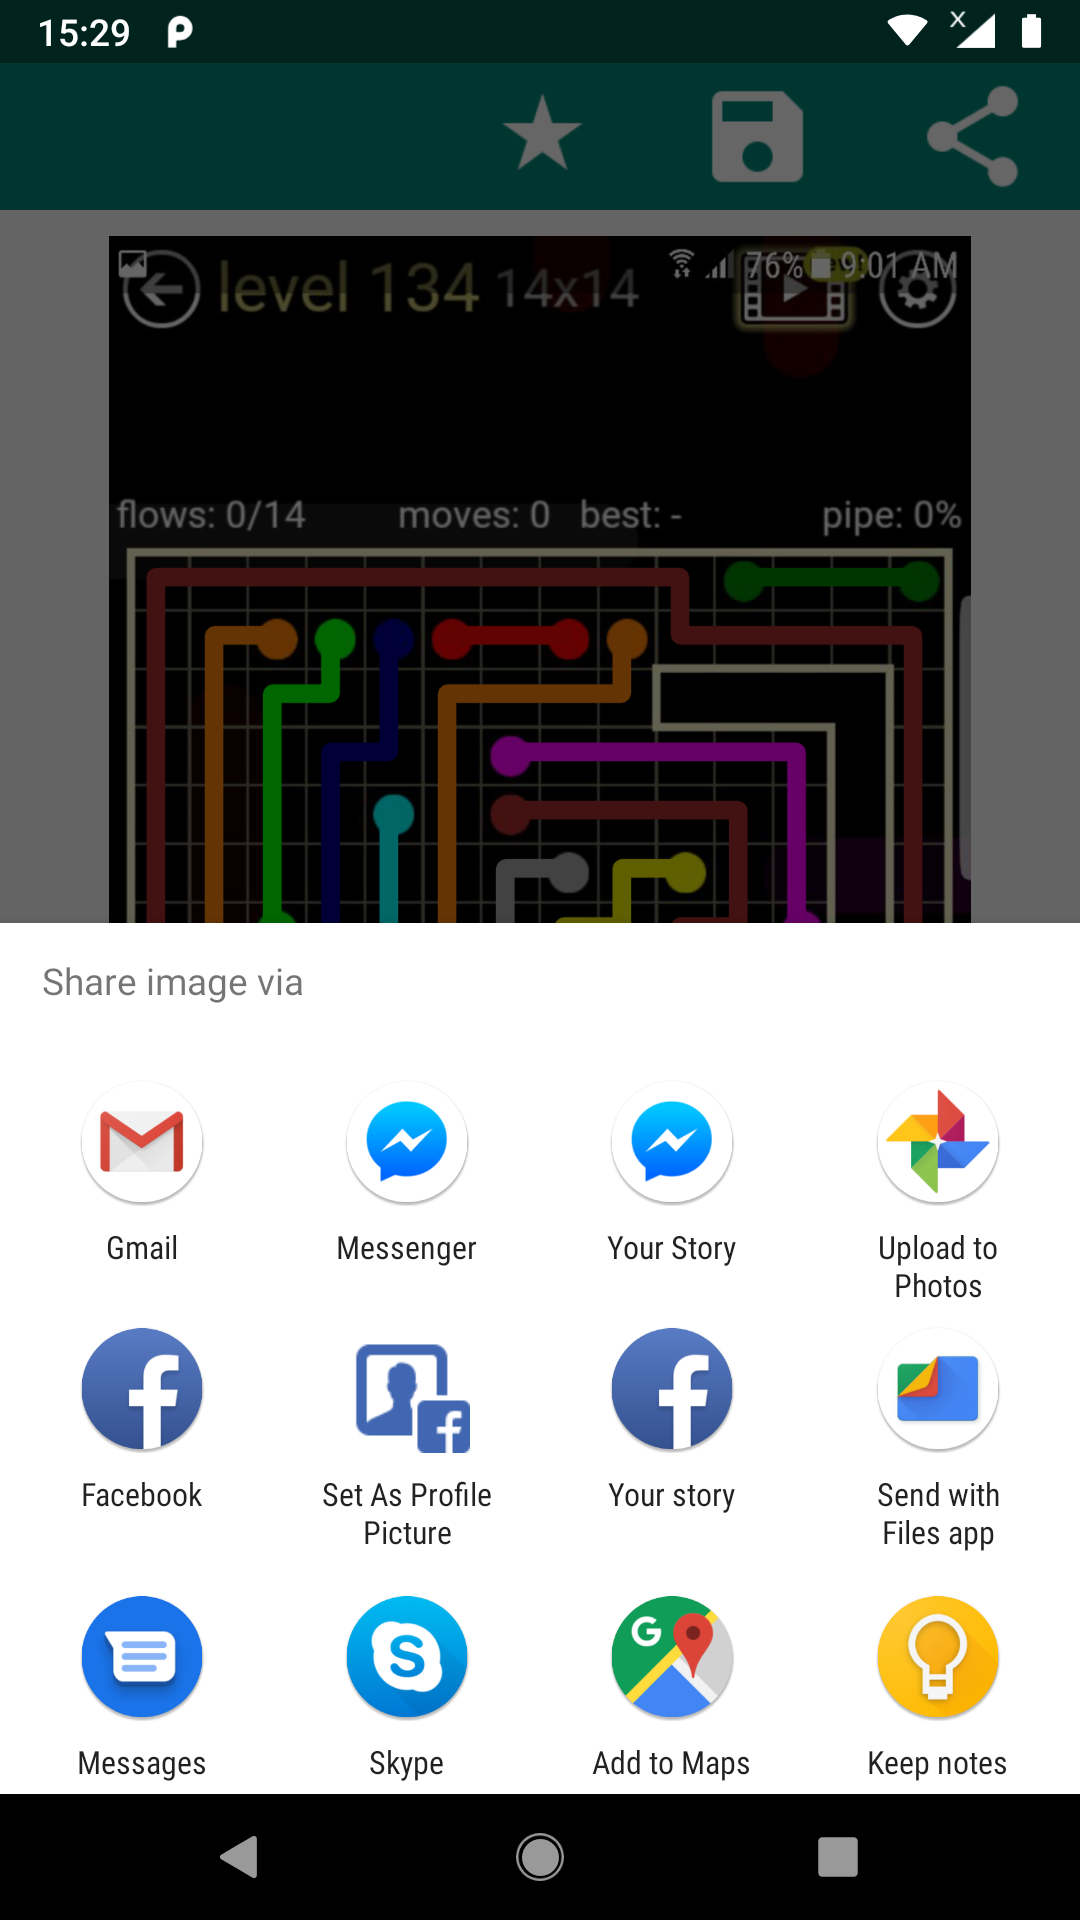 15:29
76% 9:01 AM
level 134 14x14
flows: 0/14 moves: 0 best: - pipe: 0%
Share image via
Gmail Messenger Your Story Upload to
Photos
Facebook Set As Profile Your story Send with
Picture Files app
Messages Skype Add to Maps Keep notes